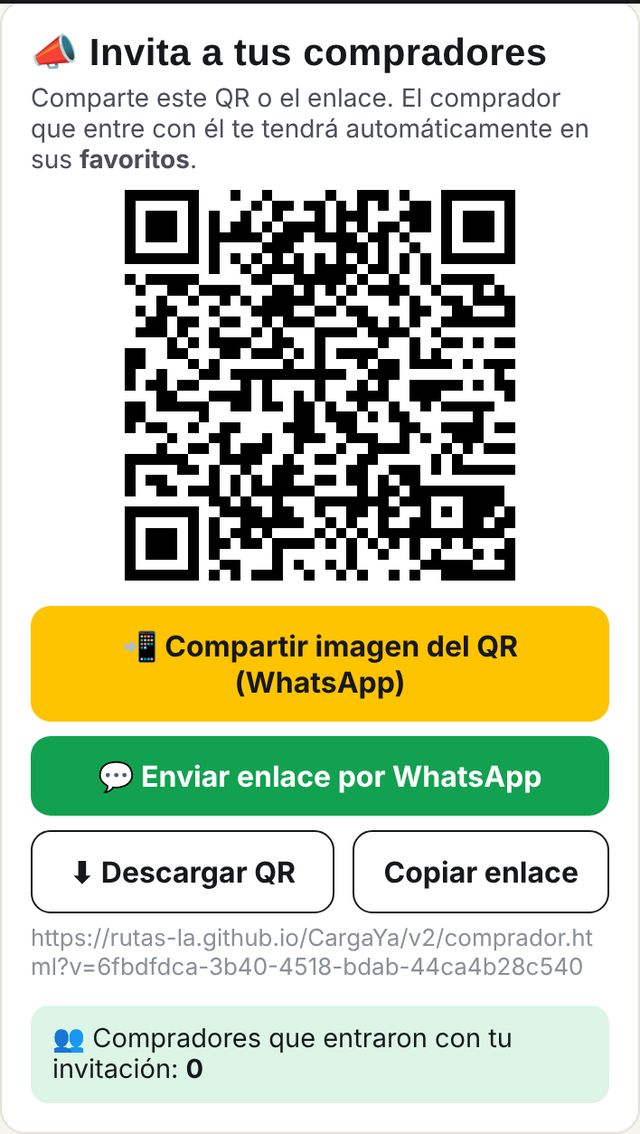 📣 Invita a tus compradores
Comparte este QR o el enlace. El comprador
que entre con él te tendrá automáticamente en
sus favoritos.
📲 Compartir imagen del QR
(WhatsApp)
💬 Enviar enlace por WhatsApp
⬇ Descargar QR
Copiar enlace
https://rutas-la.github.io/CargaYa/v2/comprador.ht
ml?v=6fbdfdca-3b40-4518-bdab-44ca4b28c540
👥 Compradores que entraron con tu
invitación: 0